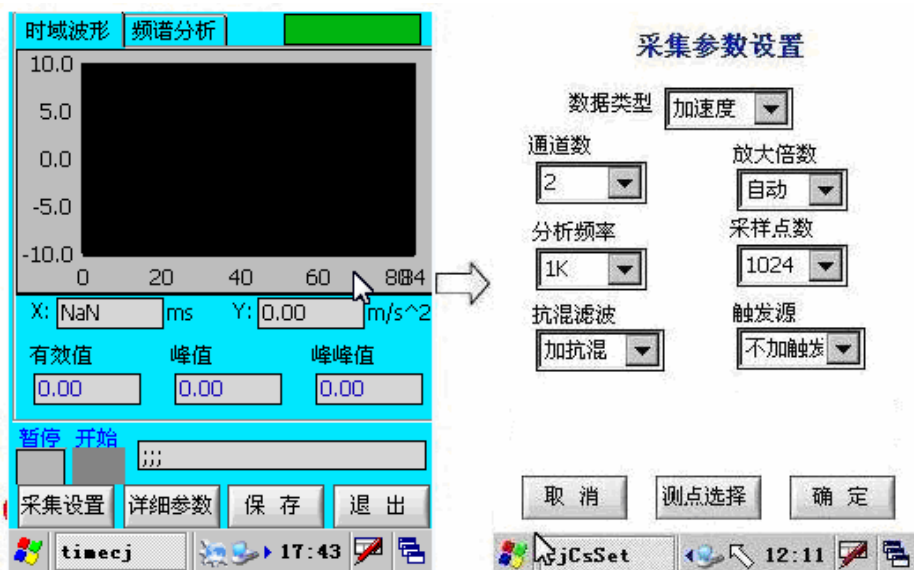 时域波形 频谱分析
10.0
5.0
0.0
-5.0
-10.0
0 20 40 60
X: NaN ms Y: 0.00 m/s^2
有效值 峰值 峰峰值
0.00 0.00 0.00
暂停 开始
;;;
采集设置 详细参数 保存 退出
timecj 17:43
采集参数设置
数据类型 加速度
通道数 放大倍数
2 自动
分析频率 采样点数
1K 1024
抗混滤波 触发源
加抗混 不加触发
取消 测点选择 确定
jCsSet 12:11